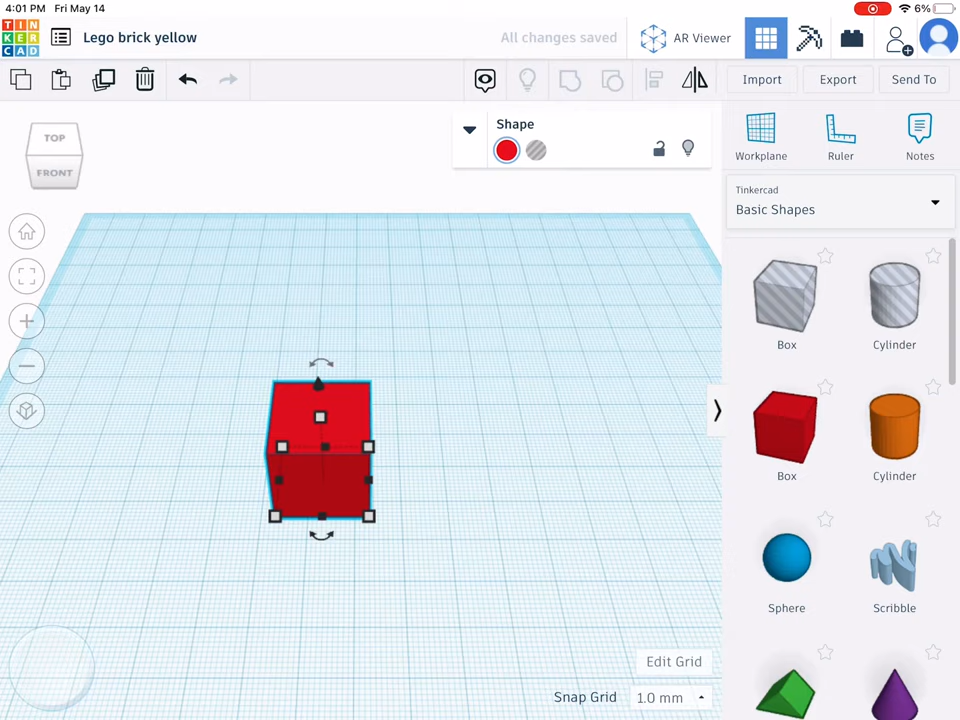 4:01 PM Fri May 14
6%
TIN
KER
CAD
Lego brick yellow
All changes saved
AR Viewer
Import
Export
Send To
TOP
FRONT
Shape
Workplane
Ruler
Notes
Tinkercad
Basic Shapes
Box
Cylinder
Box
Cylinder
Sphere
Scribble
Edit Grid
Snap Grid
1.0 mm